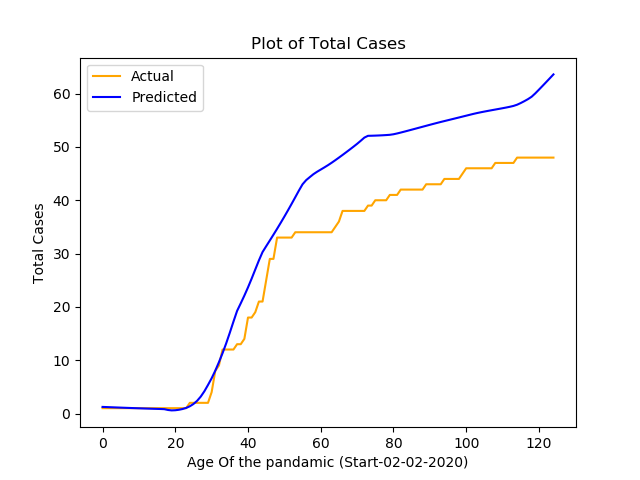 Plot of Total Cases
Actual
Predicted
60
50
40
30
20
10
0
Total Cases
0 20 40 60 80 100 120
Age Of the pandamic (Start-02-02-2020)